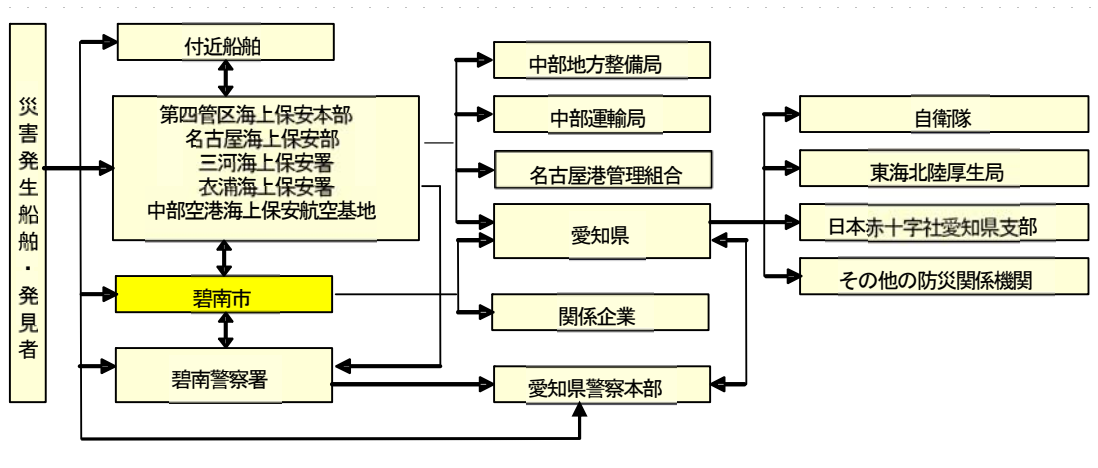 災害発生船舶・発見者
付近船舶
第四管区海上保安本部
名古屋海上保安部
三河海上保安署
衣浦海上保安署
中部空港海上保安航空基地
碧南市
碧南警察署
中部地方整備局
中部運輸局
名古屋港管理組合
愛知県
関係企業
愛知県警察本部
自衛隊
東海北陸厚生局
日本赤十字社愛知県支部
その他の防災関係機関